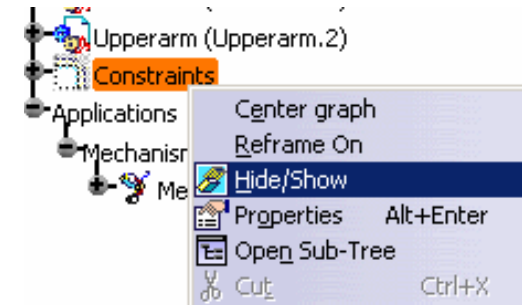 Upperarm (Upperarm.2)
Constraints
Applications
Center graph
Mechanisr
Reframe On
Me
Hide/Show
Properties Alt+Enter
Open Sub-Tree
Cut Ctrl+X